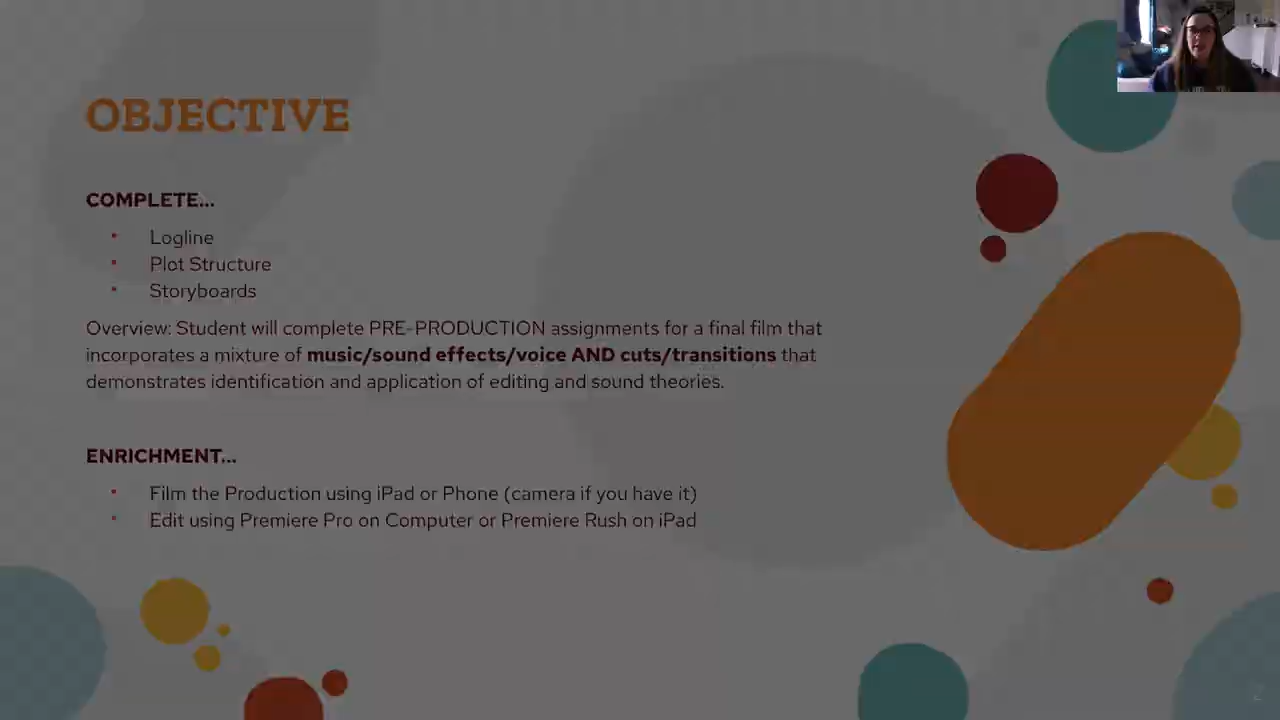 OBJECTIVE
COMPLETE...
• Logline
• Plot Structure
• Storyboards
Overview: Student will complete PRE-PRODUCTION assignments for a final film that
incorporates a mixture of music/sound effects/voice AND cuts/transitions that
demonstrates identification and application of editing and sound theories.
ENRICHMENT...
• Film the Production using iPad or Phone (camera if you have it)
• Edit using Premiere Pro on Computer or Premiere Rush on iPad